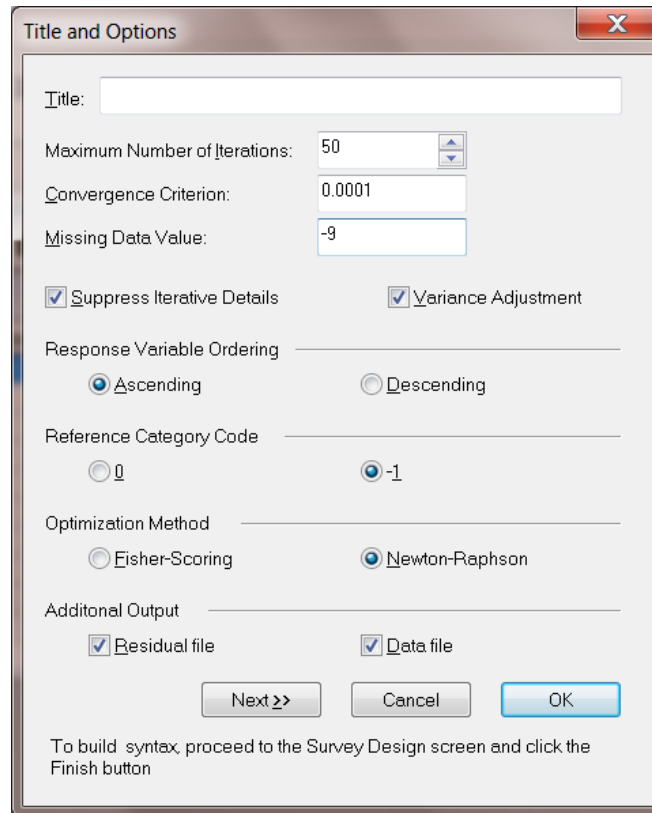 Title and Options
Title:
Maximum Number of Iterations: 50
Convergence Criterion: 0.0001
Missing Data Value: -9
Suppress Iterative Details Variance Adjustment
Response Variable Ordering
Ascending Descending
Reference Category Code
0 -1
Optimization Method
Fisher-Scoring Newton-Raphson
Additonal Output
Residual file Data file
Next >> Cancel OK
To build syntax, proceed to the Survey Design screen and click the
Finish button